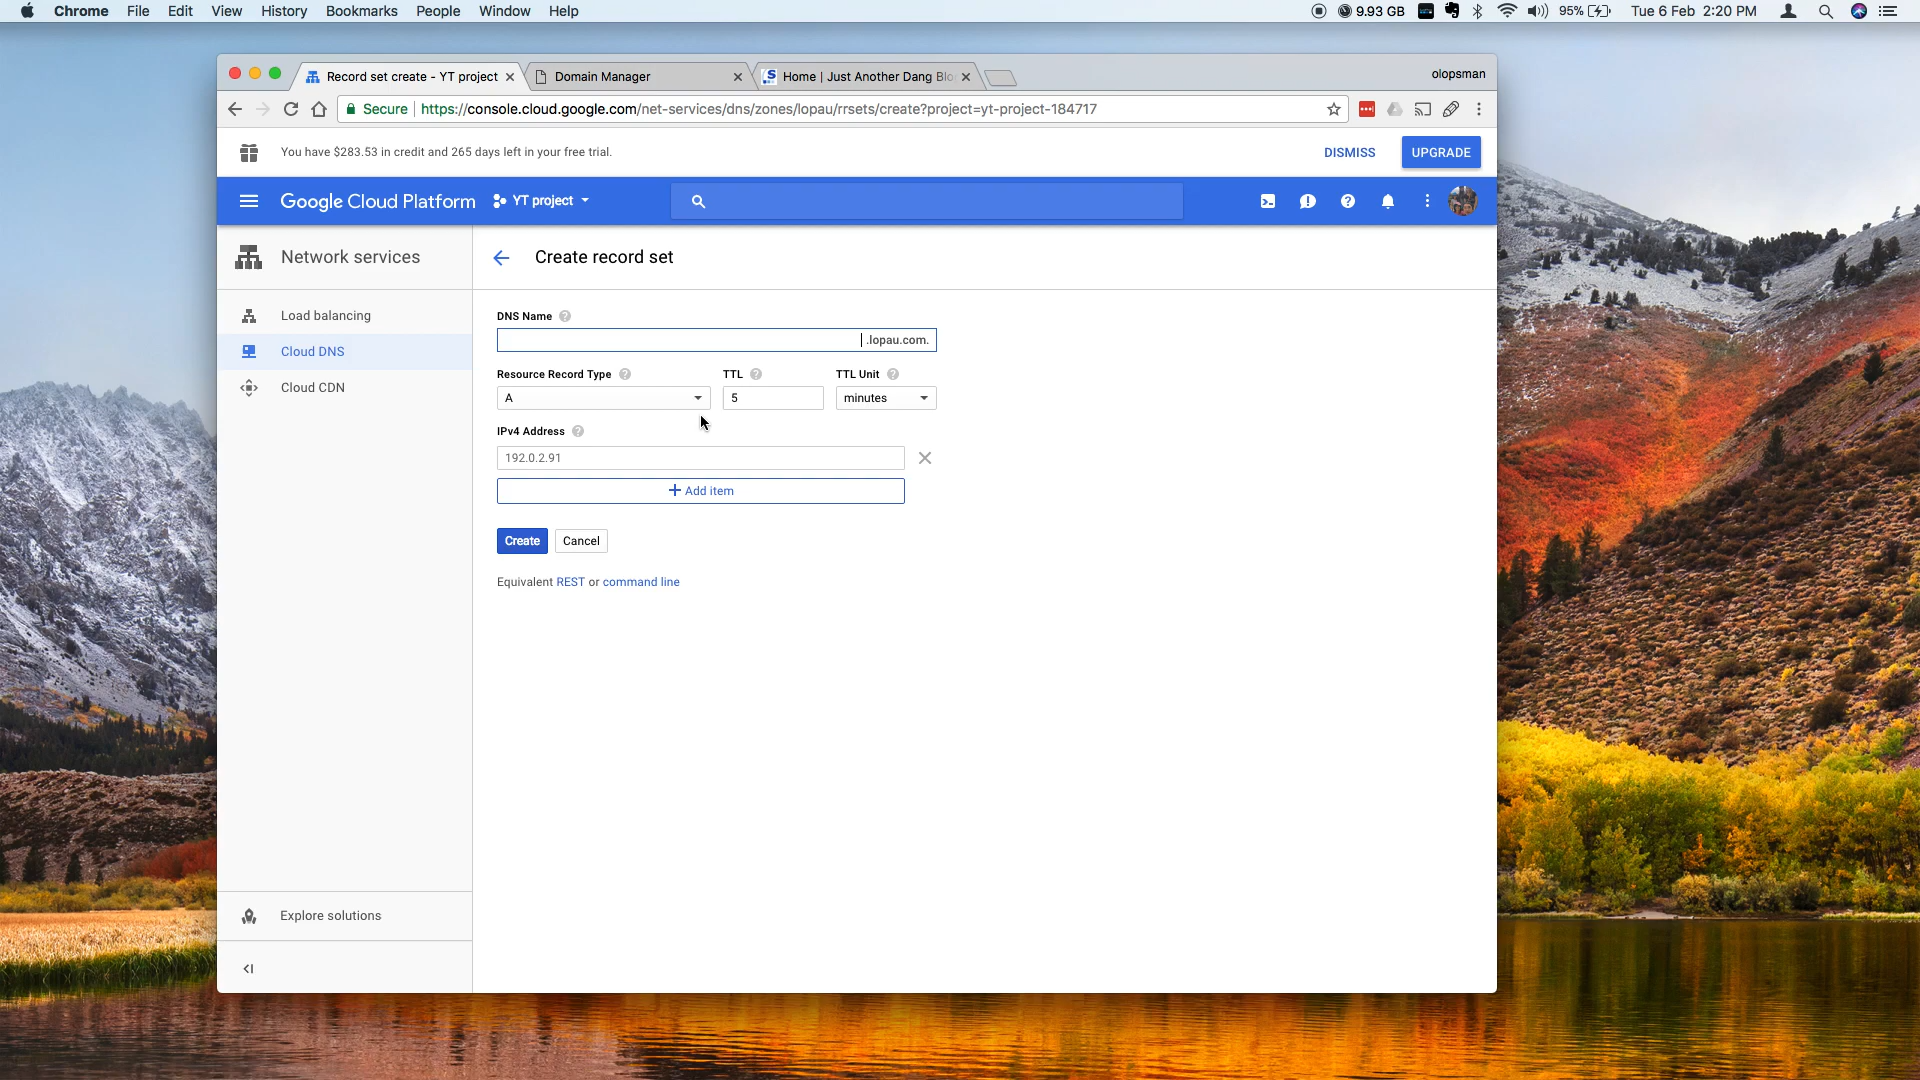 Chrome File Edit View History Bookmarks People Window Help 9.93 GB 95% Tue 6 Feb 2:20 PM
Record set create - YT project Domain Manager Home | Just Another Dang Blo olopsman
Secure https://console.cloud.google.com/net-services/dns/zones/lopau/rrsets/create?project=yt-project-184717
You have $283.53 in credit and 265 days left in your free trial. DISMISS UPGRADE
Google Cloud Platform YT project
Network services
Create record set
Load balancing
Cloud DNS
Cloud CDN
DNS Name
.lopau.com.
Resource Record Type TTL TTL Unit
A 5 minutes
IPv4 Address
192.0.2.91
Add item
Create Cancel
Equivalent REST or command line
Explore solutions